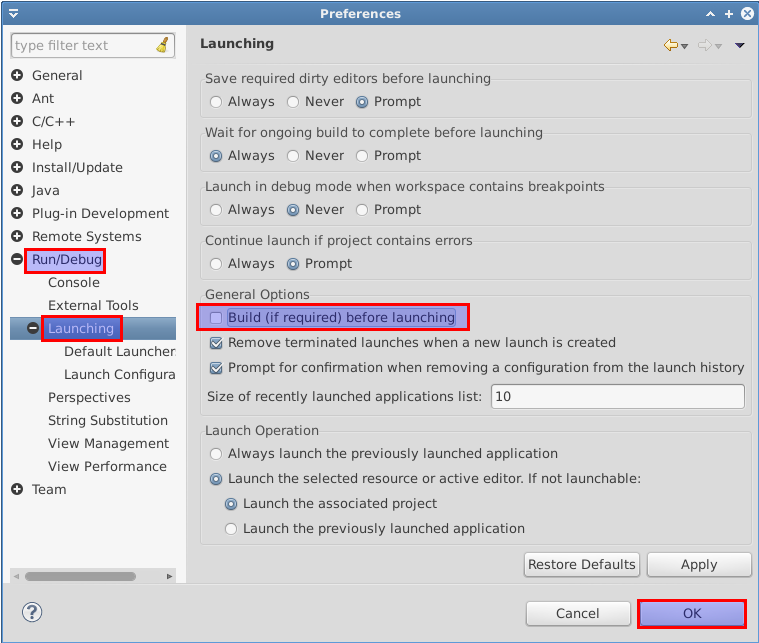 Preferences
type filter text
General
Ant
C/C++
Help
Install/Update
Java
Plug-in Development
Remote Systems
Run/Debug
Console
External Tools
Launching
Default Launcher
Launch Configura
Perspectives
String Substitution
View Management
View Performance
Team
Launching
Save required dirty editors before launching
Always Never Prompt
Wait for ongoing build to complete before launching
Always Never Prompt
Launch in debug mode when workspace contains breakpoints
Always Never Prompt
Continue launch if project contains errors
Always Prompt
General Options
Build (if required) before launching
Remove terminated launches when a new launch is created
Prompt for confirmation when removing a configuration from the launch history
Size of recently launched applications list: 10
Launch Operation
Always launch the previously launched application
Launch the selected resource or active editor. If not launchable:
Launch the associated project
Launch the previously launched application
Restore Defaults Apply
? Cancel OK